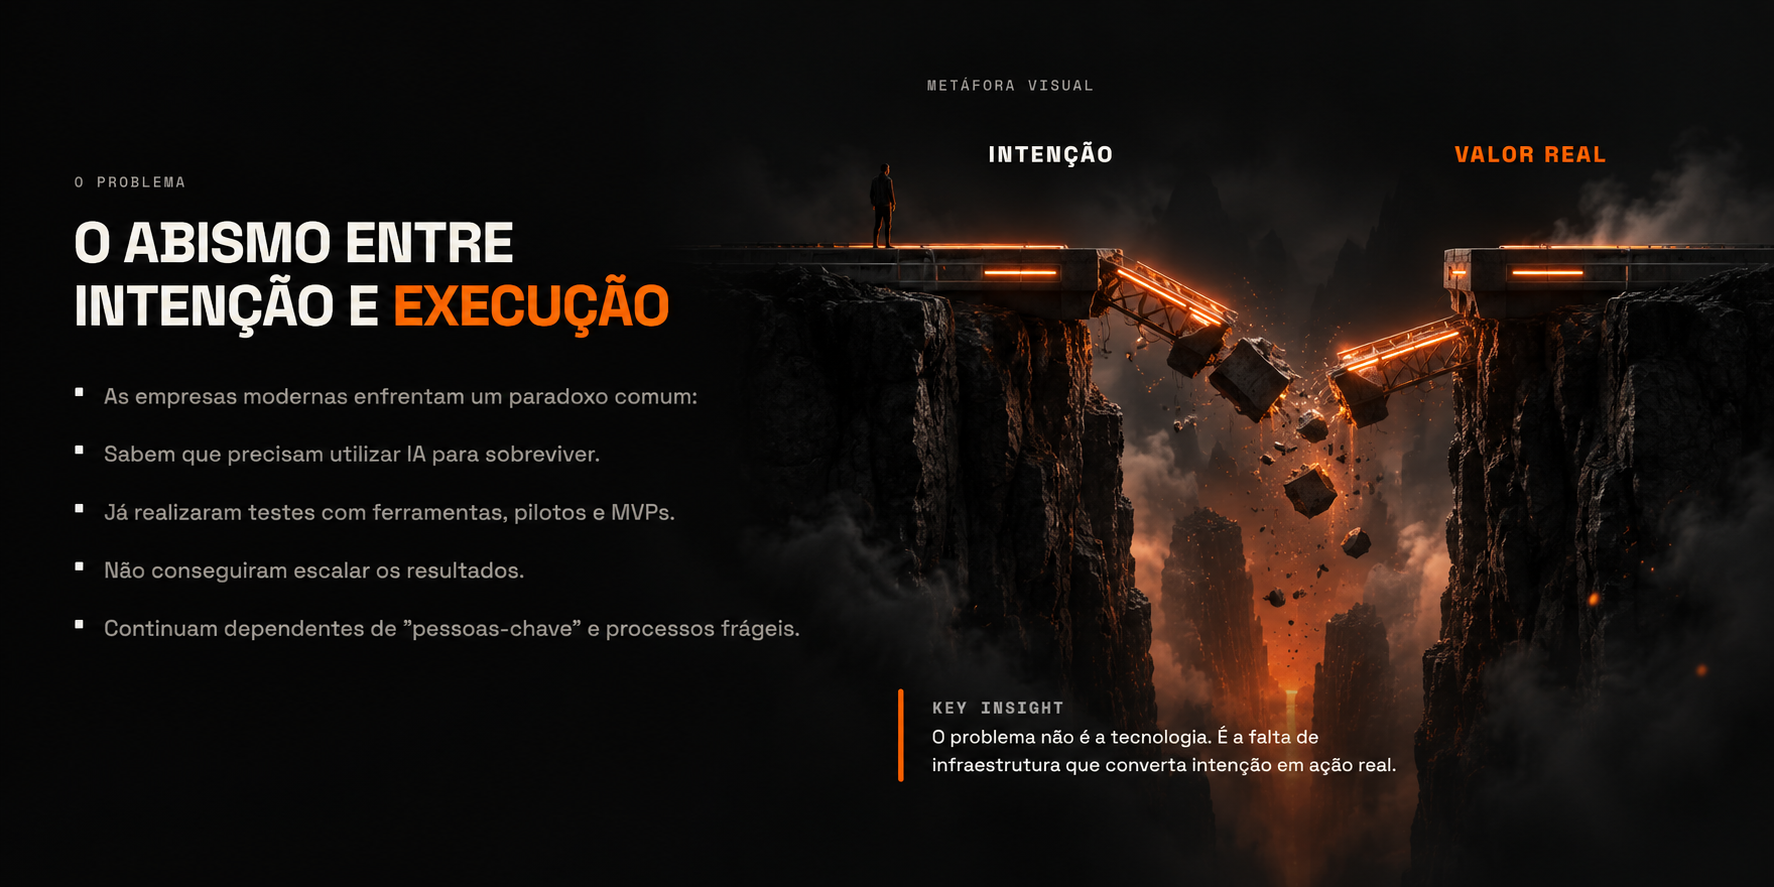 O PROBLEMA
O ABISMO ENTRE
INTENÇÃO E EXECUÇÃO
As empresas modernas enfrentam um paradoxo comum:
Sabem que precisam utilizar IA para sobreviver.
Já realizaram testes com ferramentas, pilotos e MVPs.
Não conseguiram escalar os resultados.
Continuam dependentes de ”pessoas-chave” e processos frágeis.
METÁFORA VISUAL
INTENÇÃO
VALOR REAL
KEY INSIGHT
O problema não é a tecnologia. É a falta de
infraestrutura que converta intenção em ação real.